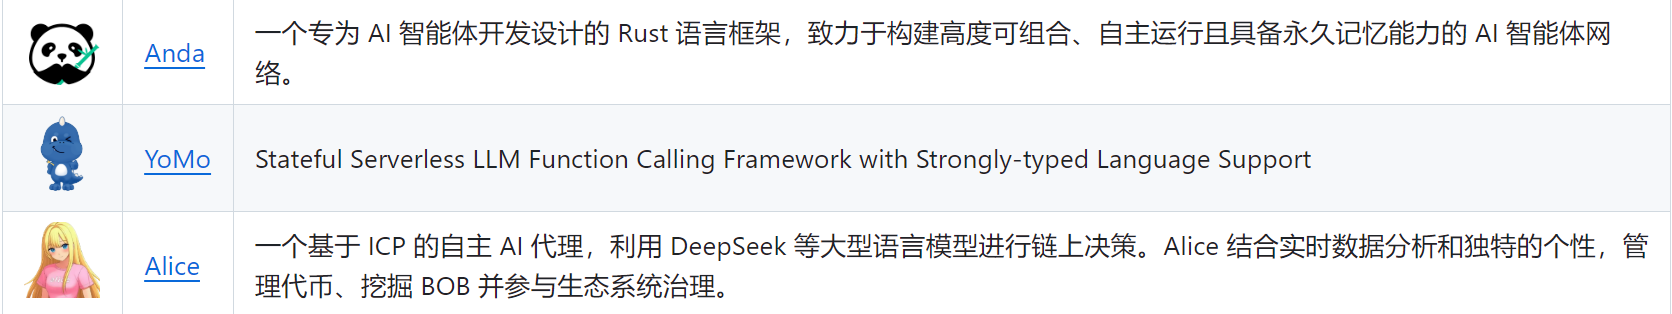 一个专为 AI 智能体开发设计的 Rust 语言框架，致力于构建高度可组合、自主运行且具备永久记忆能力的 AI 智能体网
Anda
络。
YoMo
Stateful Serverless LLM Function Calling Framework with Strongly-typed Language Support
一个基于 ICP 的自主 AI 代理，利用 DeepSeek 等大型语言模型进行链上决策。Alice 结合实时数据分析和独特的个性，管
Alice
理代币、挖掘 BOB 并参与生态系统治理。